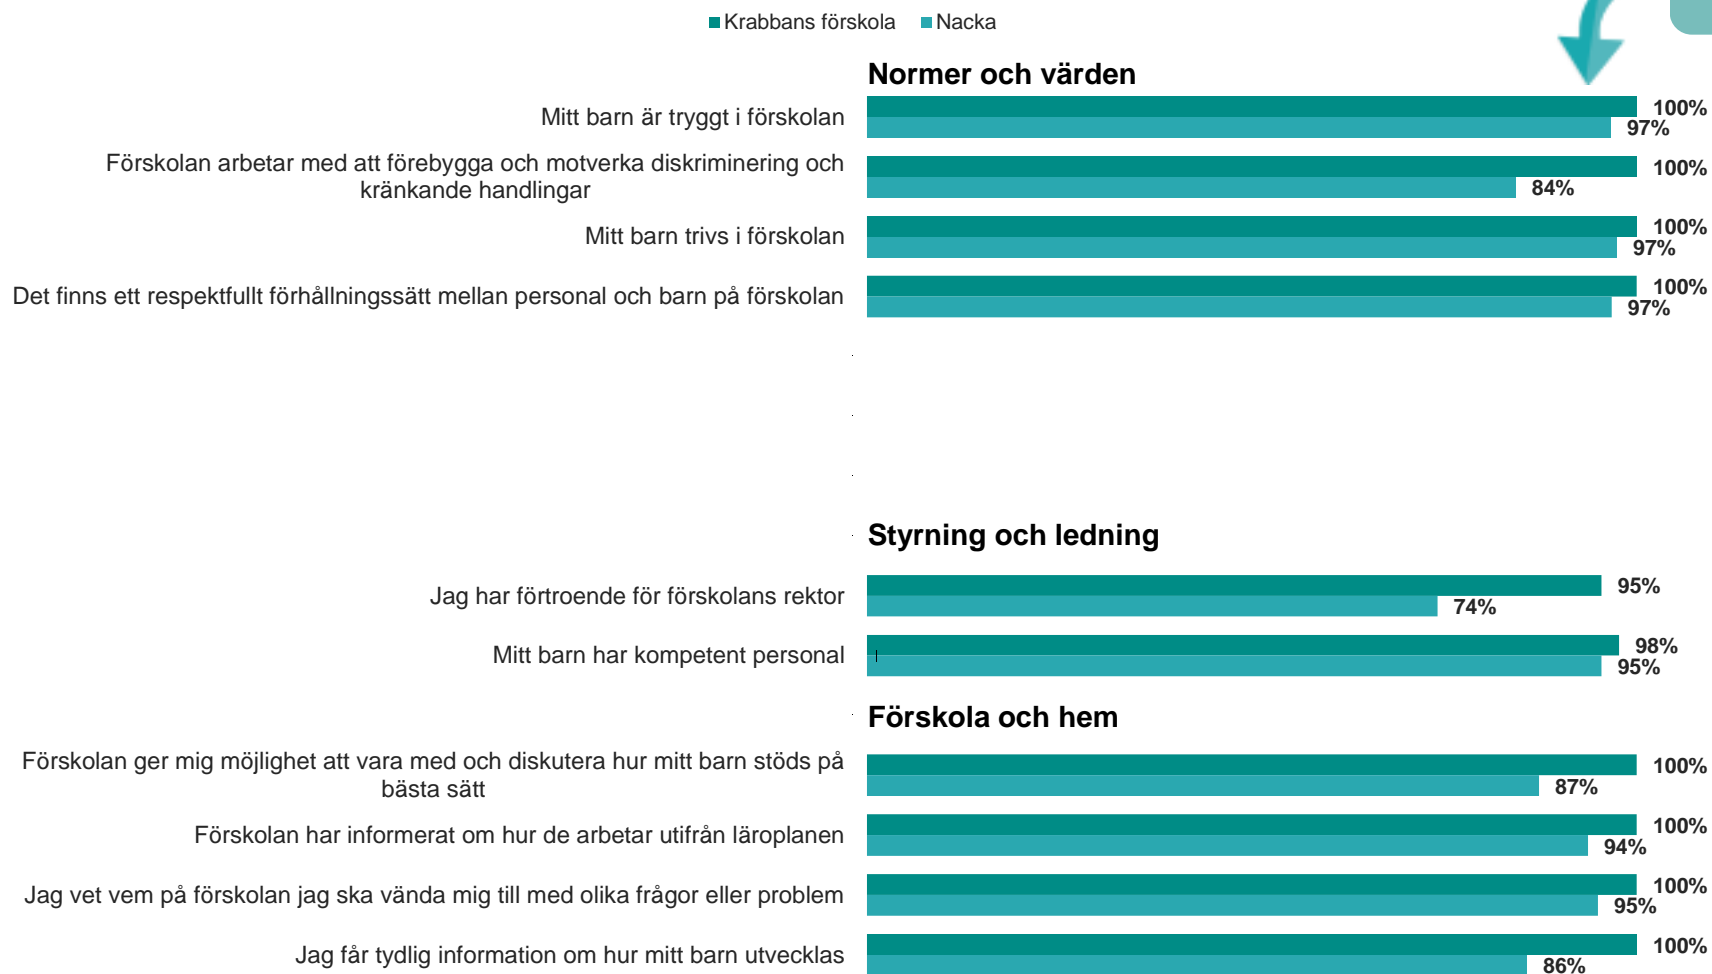 Krabbans förskola Nacka
Normer och värden
Mitt barn är tryggt i förskolan
100%
97%
Förskolan arbetar med att förebygga och motverka diskriminering och
kränkande handlingar
100%
84%
Mitt barn trivs i förskolan
100%
97%
Det finns ett respektfullt förhållningssätt mellan personal och barn på förskolan
100%
97%
Styrning och ledning
Jag har förtroende för förskolans rektor
95%
74%
Mitt barn har kompetent personal
98%
95%
Förskola och hem
Förskolan ger mig möjlighet att vara med och diskutera hur mitt barn stöds på
bästa sätt
100%
87%
Förskolan har informerat om hur de arbetar utifrån läroplanen
100%
94%
Jag vet vem på förskolan jag ska vända mig till med olika frågor eller problem
100%
95%
Jag får tydlig information om hur mitt barn utvecklas
100%
86%